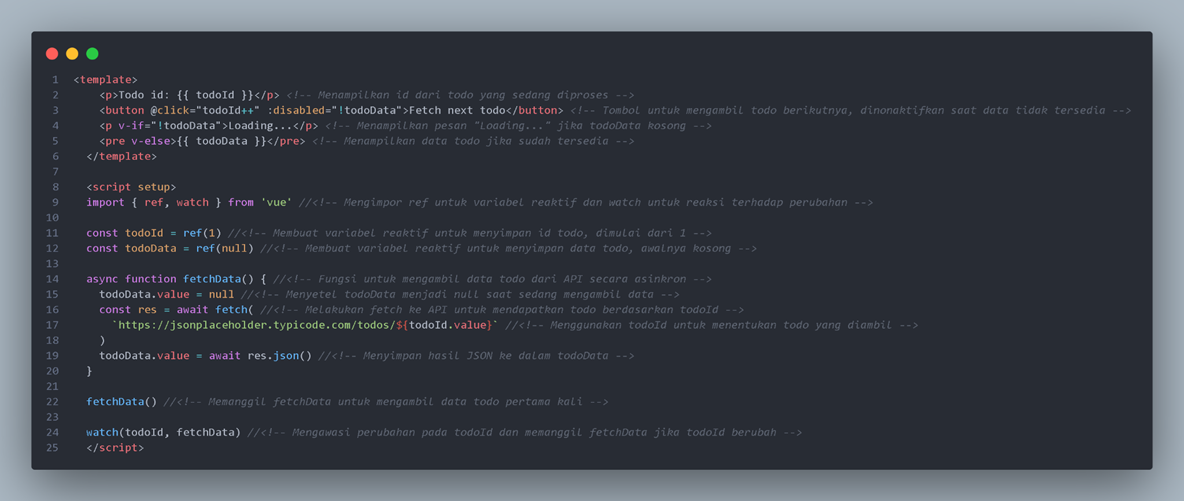 1 <template>
2 <p>Todo id: {{ todoId }}</p> <!-- Menampilkan id dari todo yang sedang diproses -->
3 <button @click="todoId++" :disabled="!todoData">Fetch next todo</button> <!-- Tombol untuk mengambil todo berikutnya, dinonaktifkan saat data tidak tersedia -->
4 <p v-if="!todoData">Loading...</p> <!-- Menampilkan pesan "Loading..." jika todoData kosong -->
5 <pre v-else>{{ todoData }}</pre> <!-- Menampilkan data todo jika sudah tersedia -->
6 </template>
7
8 <script setup>
9 import { ref, watch } from 'vue' //<!-- Mengimpor ref untuk variabel reaktif dan watch untuk reaksi terhadap perubahan -->
10
11 const todoId = ref(1) //<!-- Membuat variabel reaktif untuk menyimpan id todo, dimulai dari 1 -->
12 const todoData = ref(null) //<!-- Membuat variabel reaktif untuk menyimpan data todo, awalnya kosong -->
13
14 async function fetchData() { //<!-- Fungsi untuk mengambil data todo dari API secara asinkron -->
15 todoData.value = null //<!-- Menyetel todoData menjadi null saat sedang mengambil data -->
16 const res = await fetch( //<!-- Melakukan fetch ke API untuk mendapatkan todo berdasarkan todoId -->
17 `https://jsonplaceholder.typicode.com/todos/${todoId.value}` //<!-- Menggunakan todoId untuk menentukan todo yang diambil -->
18 )
19 todoData.value = await res.json() //<!-- Menyimpan hasil JSON ke dalam todoData -->
20 }
21
22 fetchData() //<!-- Memanggil fetchData untuk mengambil data todo pertama kali -->
23
24 watch(todoId, fetchData) //<!-- Mengawasi perubahan pada todoId dan memanggil fetchData jika todoId berubah -->
25 </script>